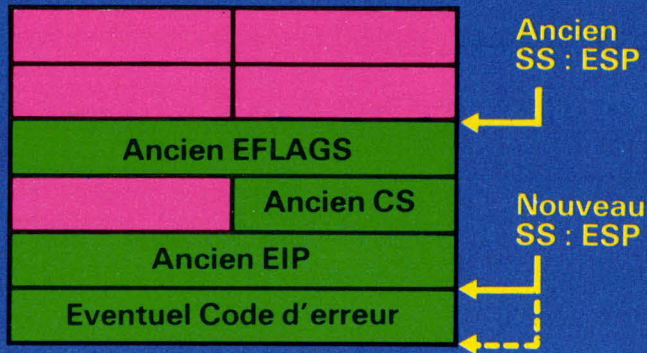 Ancien
SS : ESP
Ancien EFLAGS
Ancien CS
Nouveau
SS : ESP
Ancien EIP
Eventuel Code d'erreur